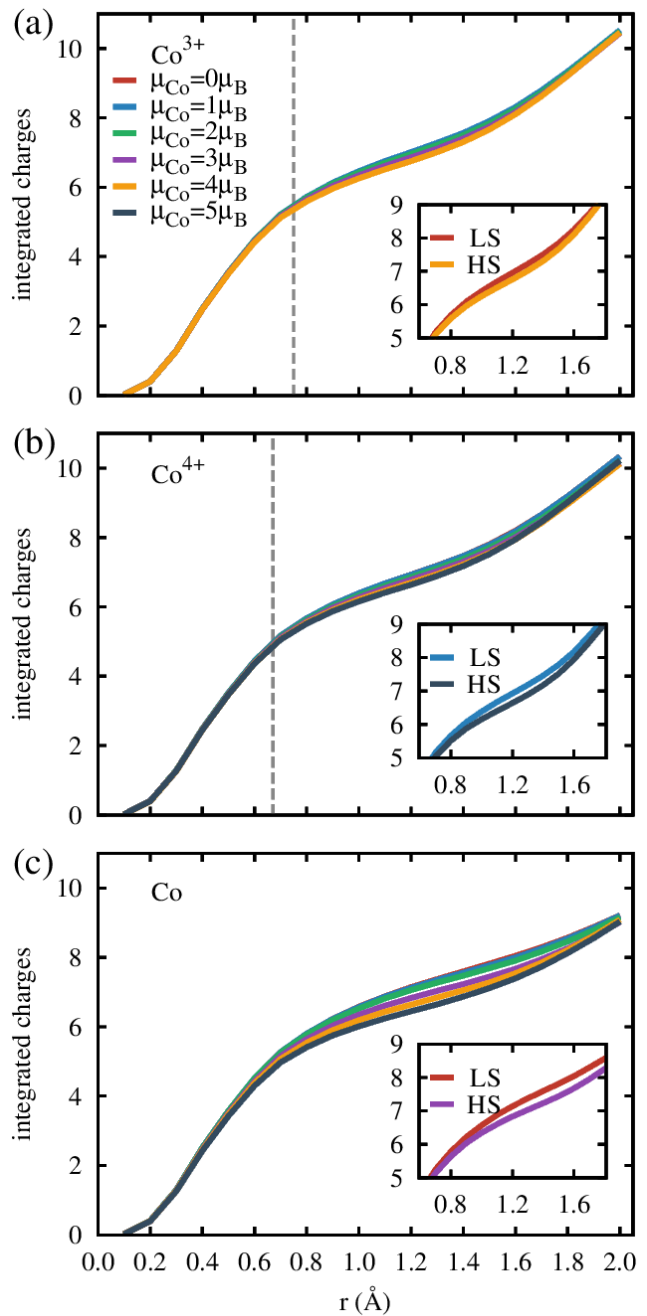 (a)
10
8
6
4
2
0
integrated charges
Co³⁺
μCo=0μB
μCo=1μB
μCo=2μB
μCo=3μB
μCo=4μB
μCo=5μB
9
8
7
6
5
LS
HS
0.8 1.2 1.6
(b)
10
8
6
4
2
0
integrated charges
Co⁴⁺
9
8
7
6
5
LS
HS
0.8 1.2 1.6
(c)
10
8
6
4
2
0
integrated charges
Co
9
8
7
6
5
LS
HS
0.8 1.2 1.6
0.0 0.2 0.4 0.6 0.8 1.0 1.2 1.4 1.6 1.8 2.0
r (Å)